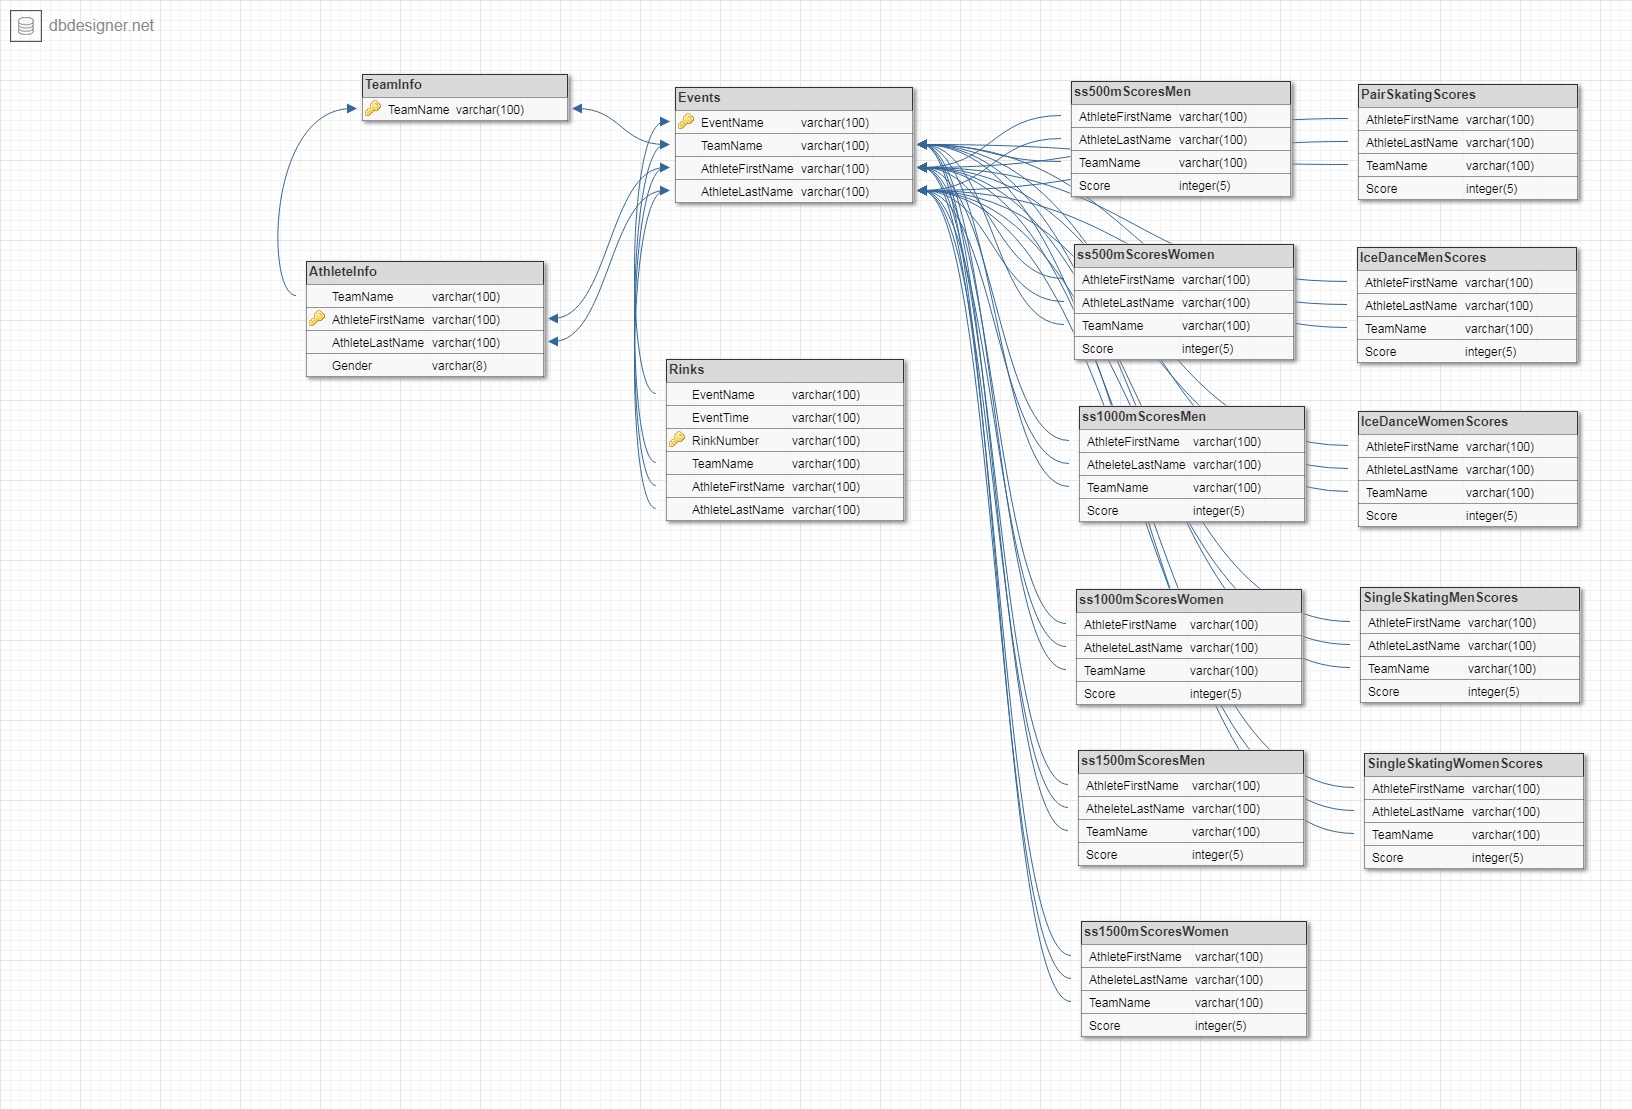 dbdesigner.net
TeamInfo
TeamName varchar(100)
AthleteInfo
TeamName varchar(100)
AthleteFirstName varchar(100)
AthleteLastName varchar(100)
Gender varchar(8)
Events
EventName varchar(100)
TeamName varchar(100)
AthleteFirstName varchar(100)
AthleteLastName varchar(100)
Rinks
EventName varchar(100)
EventTime varchar(100)
RinkNumber varchar(100)
TeamName varchar(100)
AthleteFirstName varchar(100)
AthleteLastName varchar(100)
ss500mScoresMen
AthleteFirstName varchar(100)
AthleteLastName varchar(100)
TeamName varchar(100)
Score integer(5)
ss500mScoresWomen
AthleteFirstName varchar(100)
AthleteLastName varchar(100)
TeamName varchar(100)
Score integer(5)
ss1000mScoresMen
AthleteFirstName varchar(100)
AtheleteLastName varchar(100)
TeamName varchar(100)
Score integer(5)
ss1000mScoresWomen
AthleteFirstName varchar(100)
AtheleteLastName varchar(100)
TeamName varchar(100)
Score integer(5)
ss1500mScoresMen
AthleteFirstName varchar(100)
AtheleteLastName varchar(100)
TeamName varchar(100)
Score integer(5)
ss1500mScoresWomen
AthleteFirstName varchar(100)
AtheleteLastName varchar(100)
TeamName varchar(100)
Score integer(5)
PairSkatingScores
AthleteFirstName varchar(100)
AthleteLastName varchar(100)
TeamName varchar(100)
Score integer(5)
IceDanceMenScores
AthleteFirstName varchar(100)
AthleteLastName varchar(100)
TeamName varchar(100)
Score integer(5)
IceDanceWomenScores
AthleteFirstName varchar(100)
AthleteLastName varchar(100)
TeamName varchar(100)
Score integer(5)
SingleSkatingMenScores
AthleteFirstName varchar(100)
AthleteLastName varchar(100)
TeamName varchar(100)
Score integer(5)
SingleSkatingWomenScores
AthleteFirstName varchar(100)
AthleteLastName varchar(100)
TeamName varchar(100)
Score integer(5)